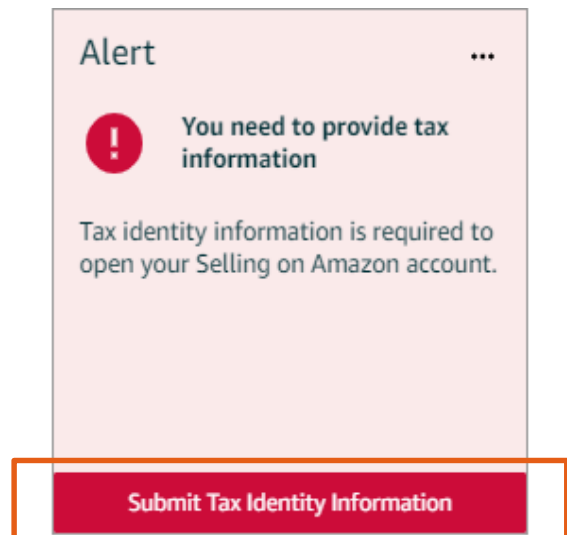 Alert
...
!
You need to provide tax
information
Tax identity information is required to
open your Selling on Amazon account.
Submit Tax Identity Information